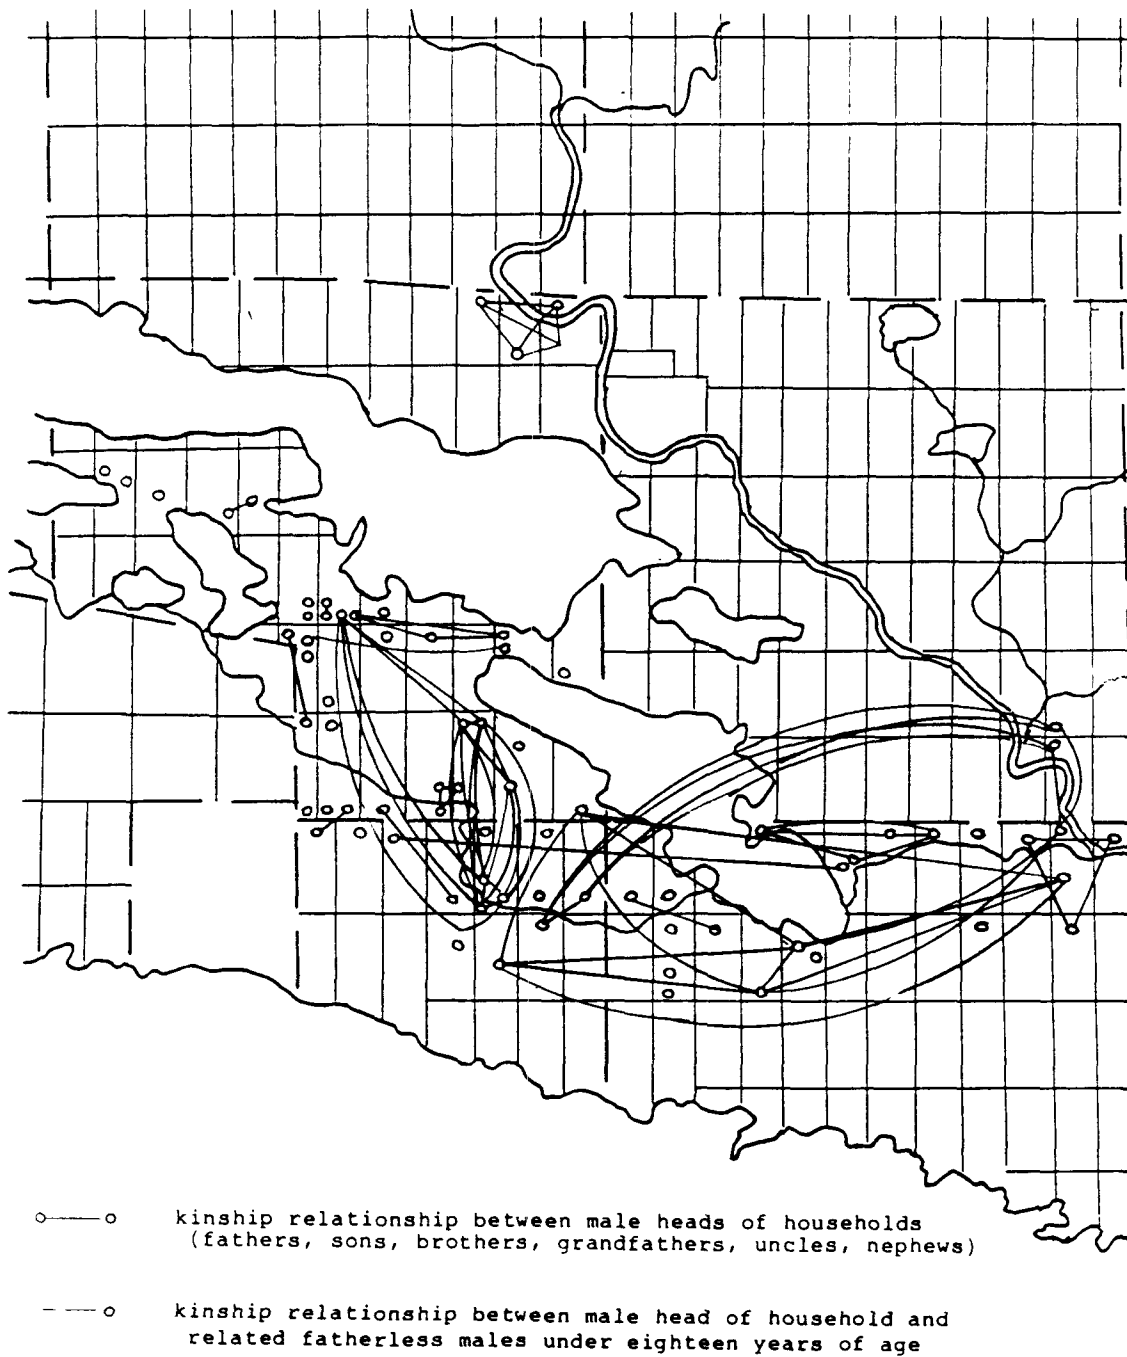 kinship relationship between male heads of households
(fathers, sons, brothers, grandfathers, uncles, nephews)
kinship relationship between male head of household and
related fatherless males under eighteen years of age